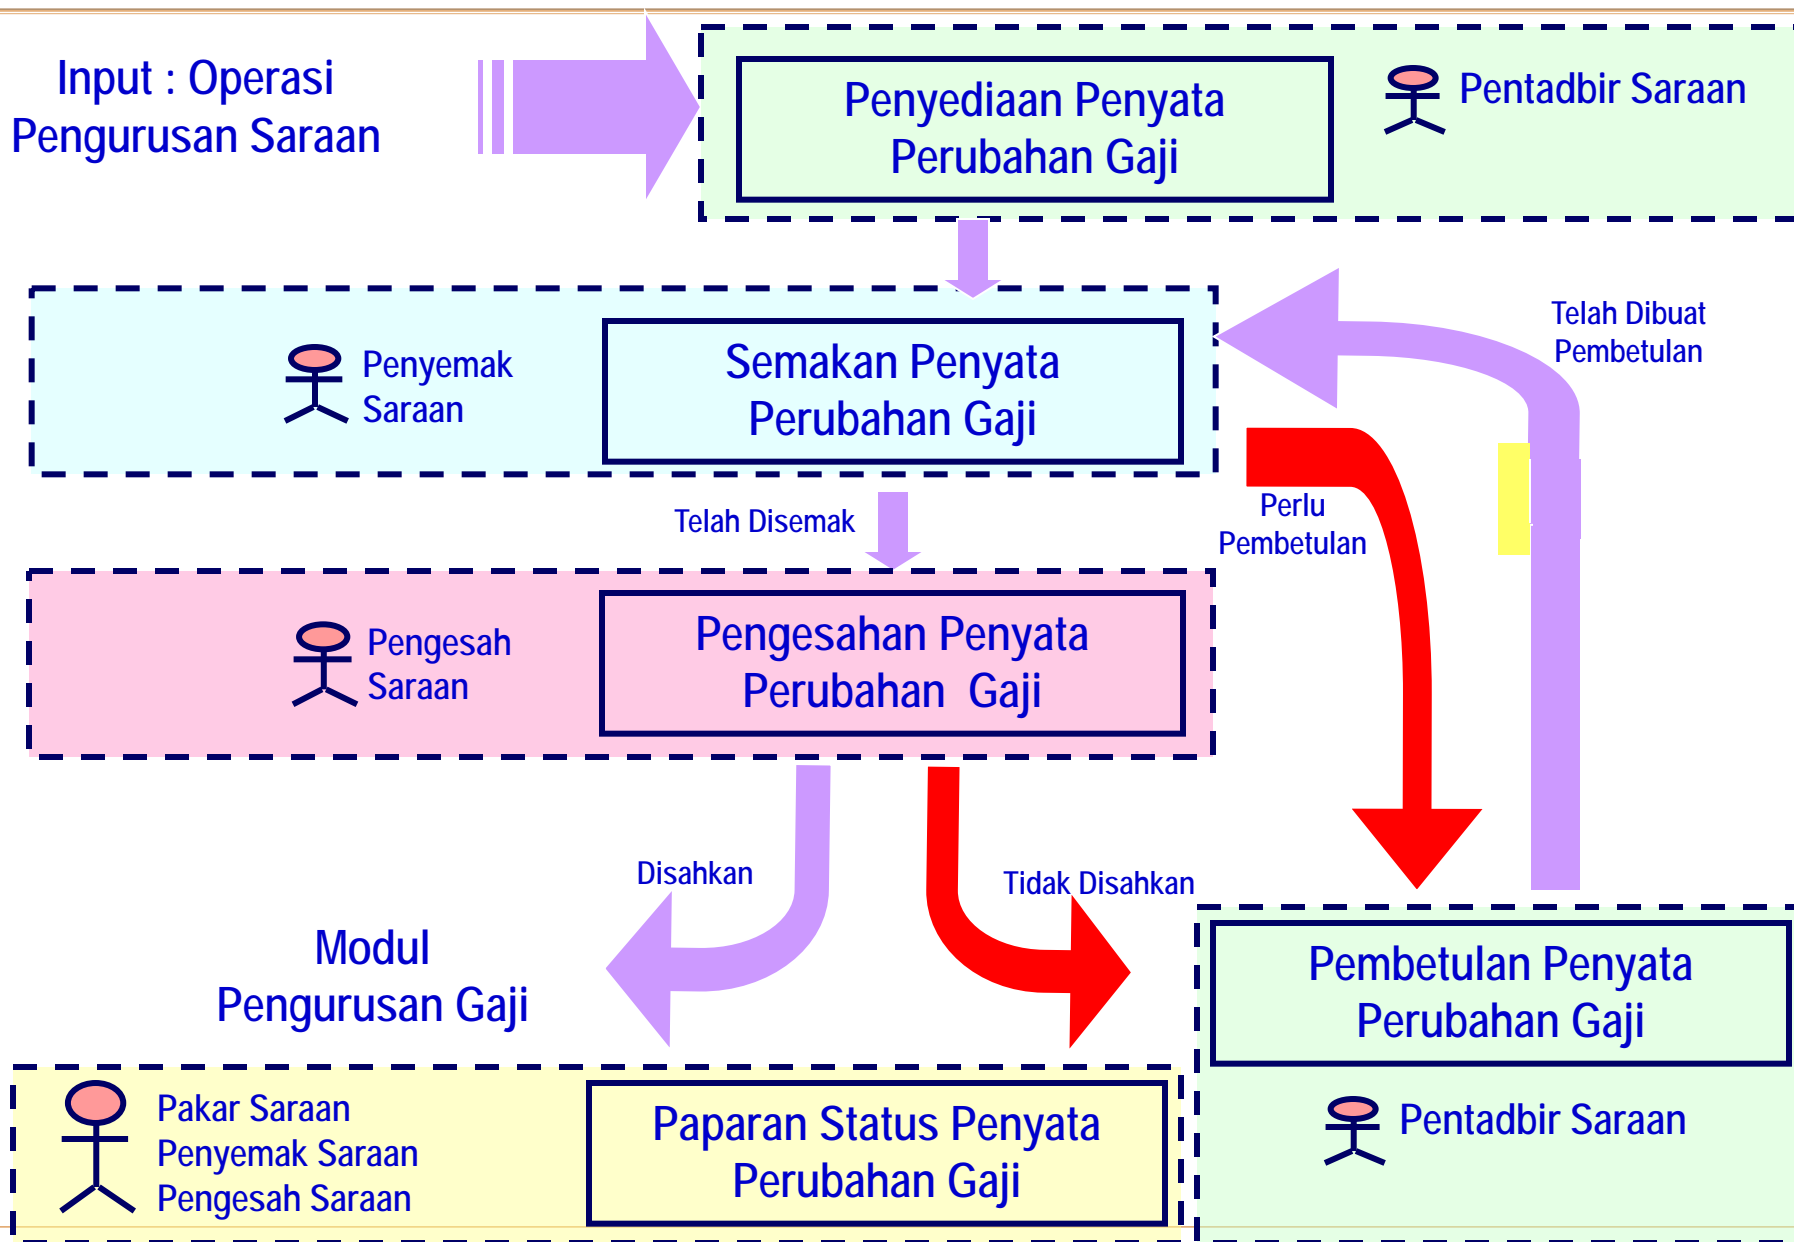 Input : Operasi
Pengurusan Saraan
Penyediaan Penyata
Perubahan Gaji
Pentadbir Saraan
Penyemak
Saraan
Semakan Penyata
Perubahan Gaji
Telah Dibuat
Pembetulan
Telah Disemak
Perlu
Pembetulan
Pengesah
Saraan
Pengesahan Penyata
Perubahan  Gaji
Disahkan
Tidak Disahkan
Modul
Pengurusan Gaji
Pembetulan Penyata
Perubahan Gaji
Pentadbir Saraan
Pakar Saraan
Penyemak Saraan
Pengesah Saraan
Paparan Status Penyata
Perubahan Gaji